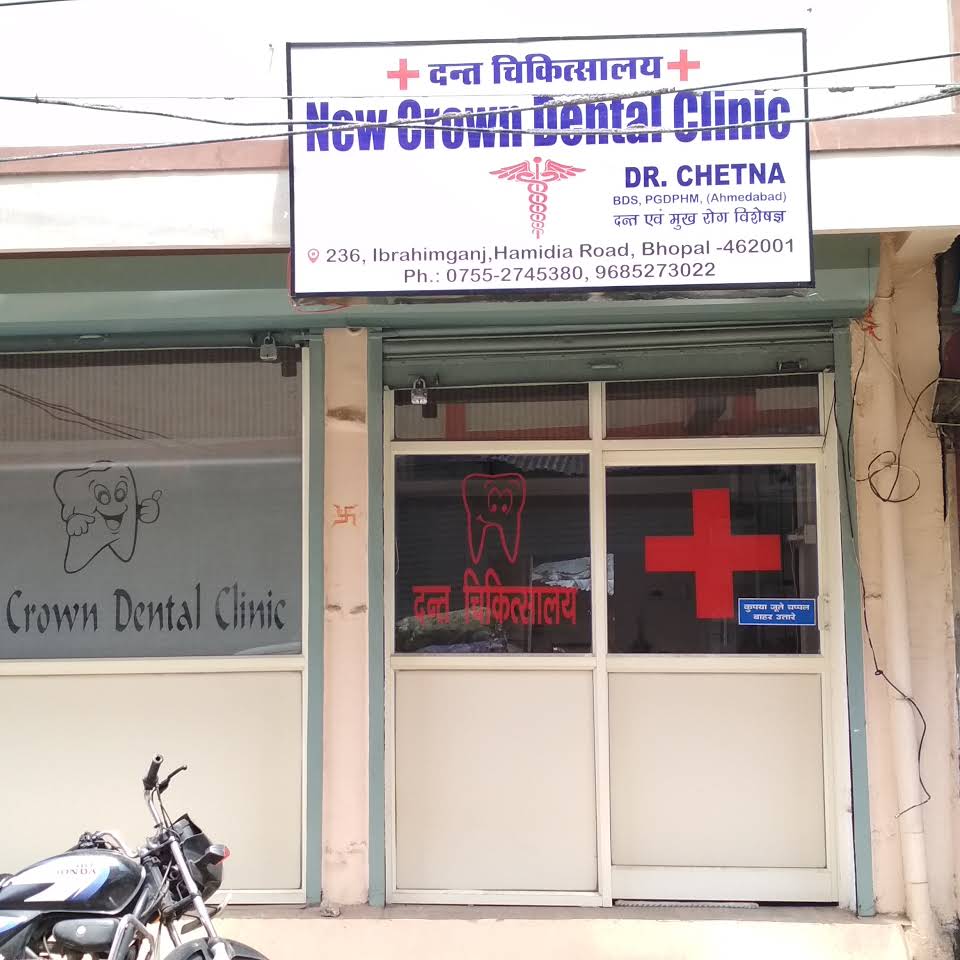 दन्त चिकित्सालय
New Crown Dental Clinic
DR. CHETNA
BDS, PGDPHM, (Ahmedabad)
दन्त एवं मुख रोग विशेषज्ञ
236, Ibrahimganj,Hamidia Road, Bhopal -462001
Ph.: 0755-2745380, 9685273022
Crown Dental Clinic
दन्त चिकित्सालय
कृपया जूते चप्पल
बाहर उतारे
HONDA